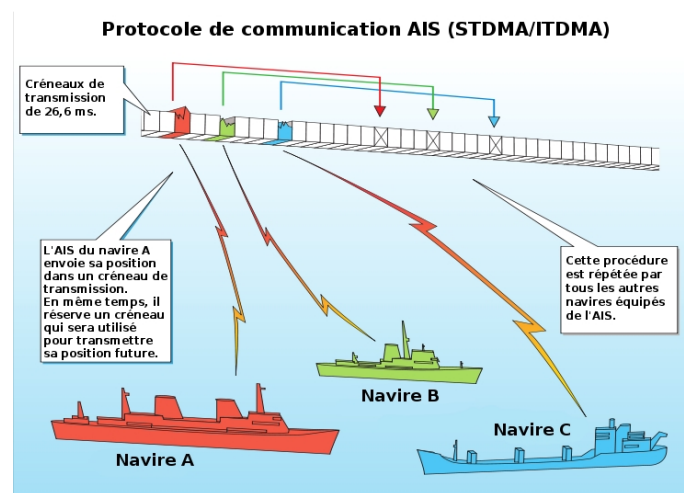 Protocole de communication AIS (STDMA/ITDMA)
Créneaux de
transmission
de 26,6 ms.
L'AIS du navire A
envoie sa position
dans un créneau de
transmission.
En même temps, il
réserve un créneau
qui sera utilisé
pour transmettre
sa position future.
Cette procédure
est répétée par
tous les autres
navires équipés
de l'AIS.
Navire B
Navire C
Navire A